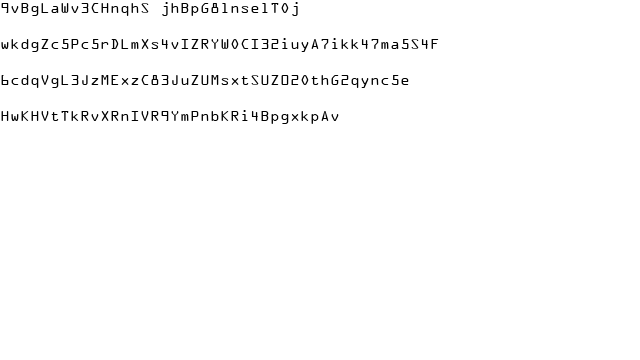 9vBgLaWv3CHnqhS jhBpG8lnselT0j
wkdgZc5Pc5rDLmXs4vIZRYW0CI32iuyA7ikk47ma5S4F
6cdqVgL3JzMExzC83JuZUMsxtSUZO20thG2qync5e
HwKHVtTkRvXRnIVR9YmPnbKRi4BpgxkpAv